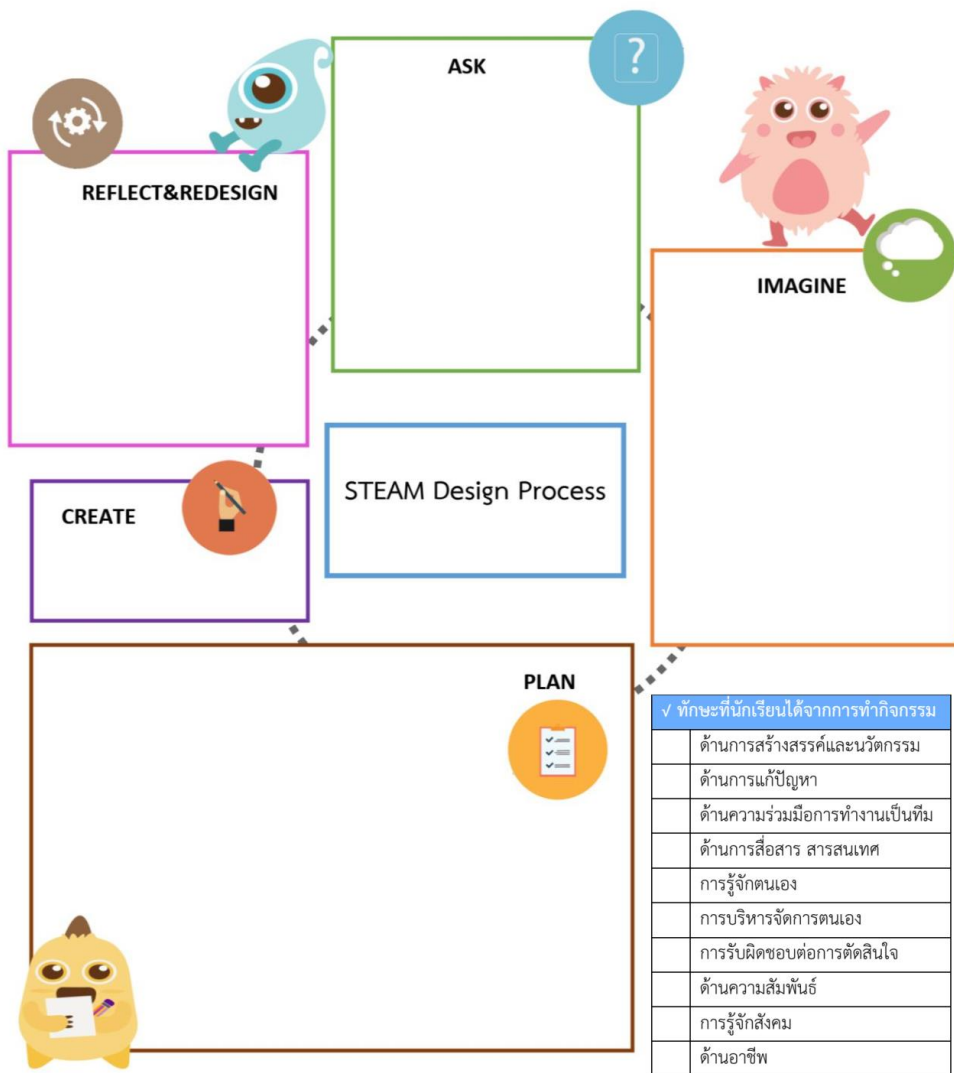 ASK
?
REFLECT&REDESIGN
IMAGINE
STEAM Design Process
CREATE
PLAN
√ ทักษะที่นักเรียนได้จากการทำกิจกรรม
ด้านการสร้างสรรค์และนวัตกรรม
ด้านการแก้ปัญหา
ด้านความร่วมมือการทำงานเป็นทีม
ด้านการสื่อสาร สารสนเทศ
การรู้จักตนเอง
การบริหารจัดการตนเอง
การรับผิดชอบต่อการตัดสินใจ
ด้านความสัมพันธ์
การรู้จักสังคม
ด้านอาชีพ